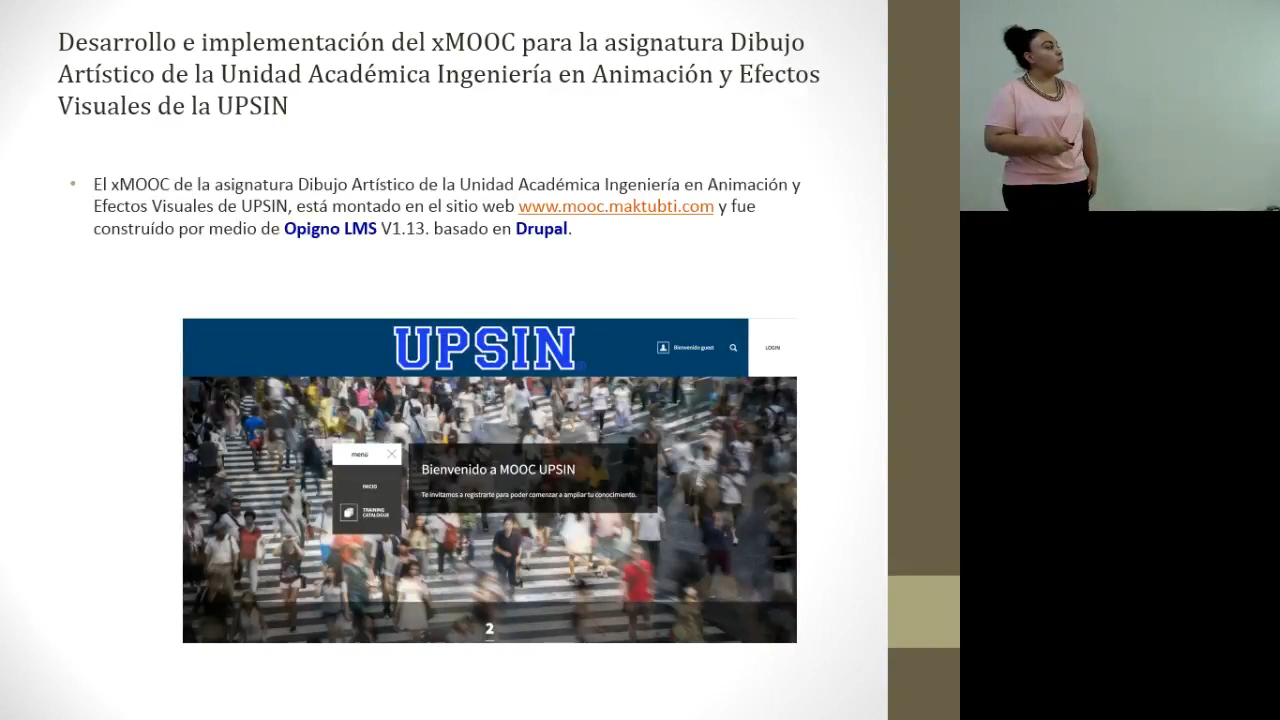 Desarrollo e implementación del xMOOC para la asignatura Dibujo
Artístico de la Unidad Académica Ingeniería en Animación y Efectos
Visuales de la UPSIN
• El xMOOC de la asignatura Dibujo Artístico de la Unidad Académica Ingeniería en Animación y
Efectos Visuales de UPSIN, está montado en el sitio web www.mooc.maktubti.com y fue
construído por medio de Opigno LMS V1.13. basado en Drupal.
UPSIN
Bienvenido guest
LOGIN
menú
INICIO
TRAINING
CATALOGUE
Bienvenido a MOOC UPSIN
Te invitamos a registrarte para poder comenzar a ampliar tu conocimiento.
2